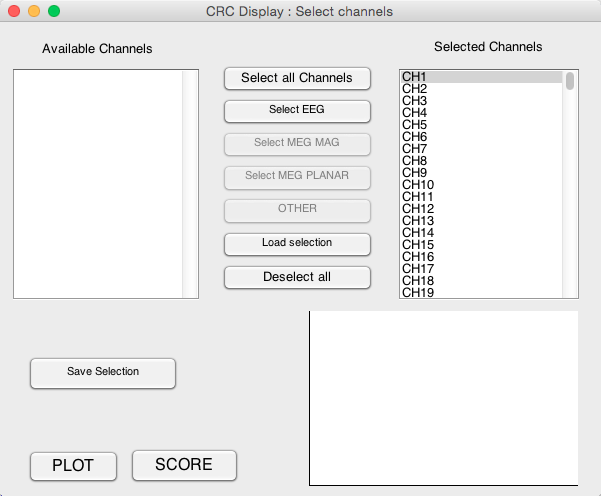 CRC Display : Select channels
Available Channels
Selected Channels
Select all Channels
Select EEG
Select MEG MAG
Select MEG PLANAR
OTHER
Load selection
Deselect all
CH1
CH2
CH3
CH4
CH5
CH6
CH7
CH8
CH9
CH10
CH11
CH12
CH13
CH14
CH15
CH16
CH17
CH18
CH19
Save Selection
PLOT
SCORE